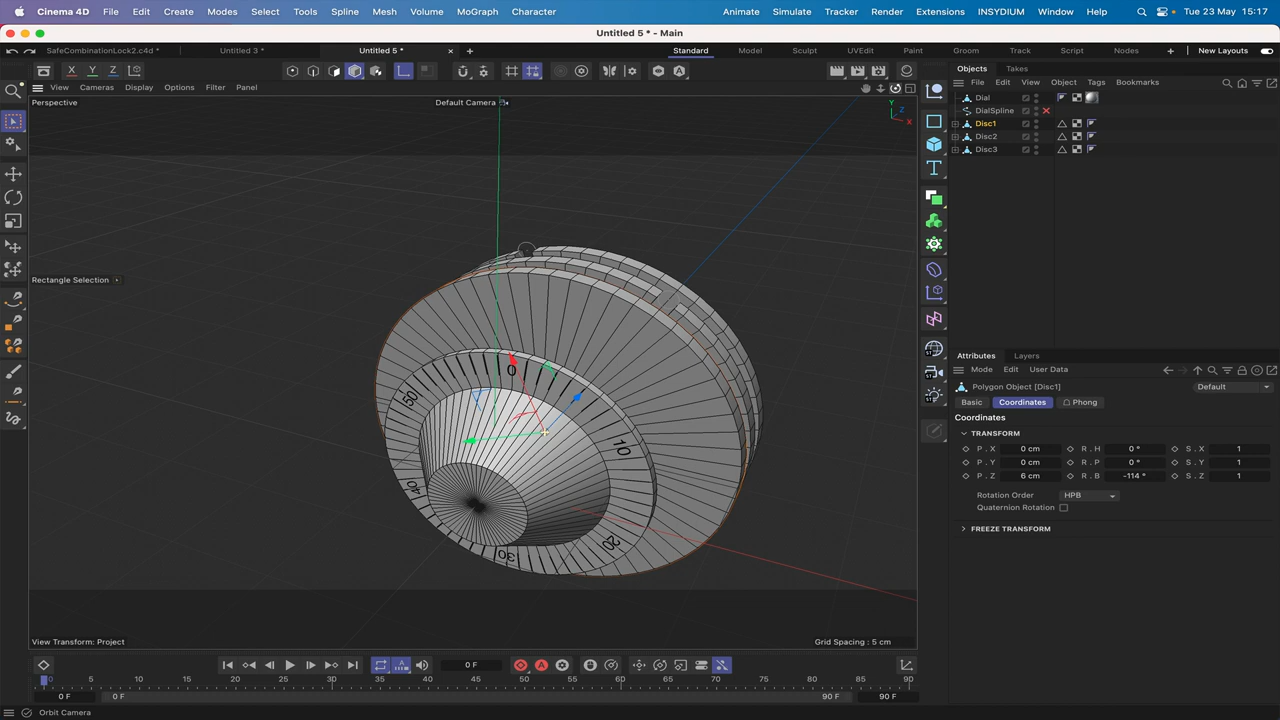 Cinema 4D File Edit Create Modes Select Tools Spline Mesh Volume MoGraph Character Animate Simulate Tracker Render Extensions INSYDIUM Window Help Tue 23 May 15:17
Untitled 5 * - Main
SafeCombinationLock2.c4d * Untitled 3 * Untitled 5 * Standard Model Sculpt UVEdit Paint Groom Track Script Nodes New Layouts
Objects Takes
View Cameras Display Options Filter Panel
File Edit View Object Tags Bookmarks
Perspective Default Camera
Dial
DialSpline
Disc1
Disc2
Disc3
Y
Z
X
Rectangle Selection
Attributes Layers
Mode Edit User Data
Polygon Object [Disc1] Default
Basic Coordinates Phong
Coordinates
TRANSFORM
P . X 0 cm R . H 0 ° S . X 1
P . Y 0 cm R . P 0 ° S . Y 1
P . Z 6 cm R . B -114 ° S . Z 1
Rotation Order HPB
Quaternion Rotation
FREEZE TRANSFORM
0
50
10
40
20
30
View Transform: Project Grid Spacing : 5 cm
0 F
0 5 10 15 20 25 30 35 40 45 50 55 60 65 70 75 80 85 90
0 F 0 F 90 F 90 F
Orbit Camera